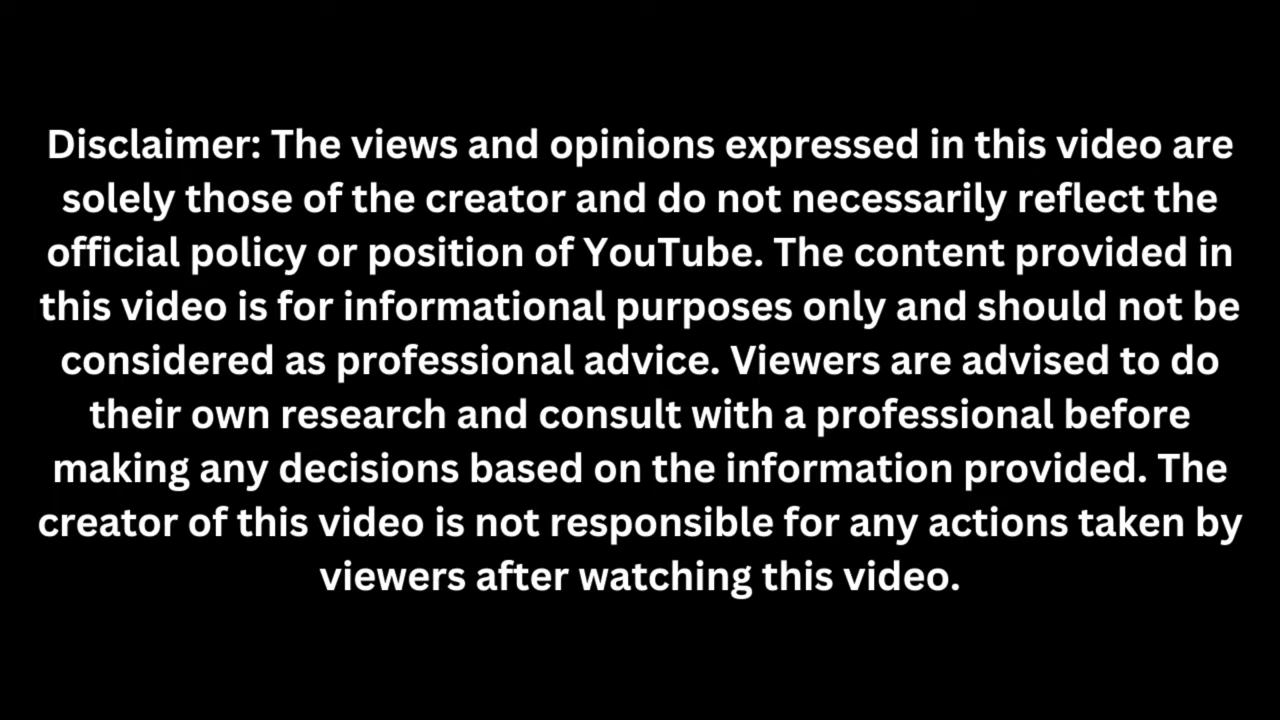 Disclaimer: The views and opinions expressed in this video are
solely those of the creator and do not necessarily reflect the
official policy or position of YouTube. The content provided in
this video is for informational purposes only and should not be
considered as professional advice. Viewers are advised to do
their own research and consult with a professional before
making any decisions based on the information provided. The
creator of this video is not responsible for any actions taken by
viewers after watching this video.